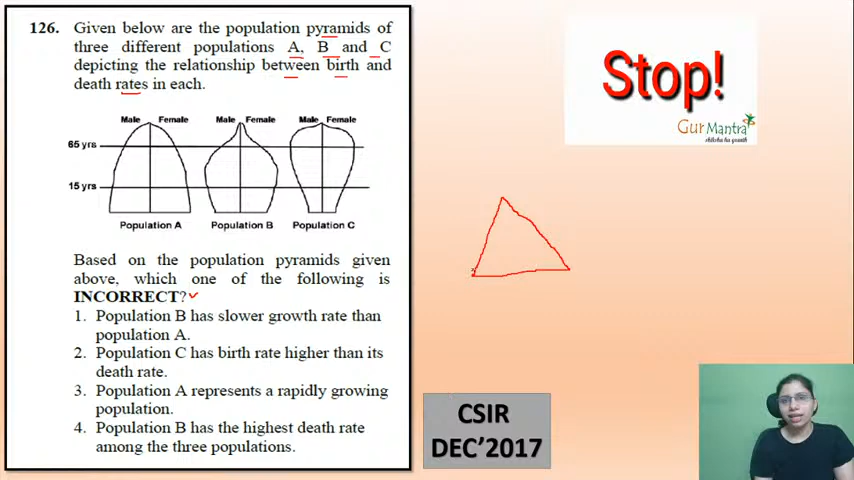 126. Given below are the population pyramids of
three different populations A, B and C
depicting the relationship between birth and
death rates in each.
Male Female Male Female Male Female
65 yrs
15 yrs
Population A Population B Population C
Based on the population pyramids given
above, which one of the following is
INCORRECT?
1. Population B has slower growth rate than
population A.
2. Population C has birth rate higher than its
death rate.
3. Population A represents a rapidly growing
population.
4. Population B has the highest death rate
among the three populations.
Stop!
Gur Mantra
shiksha ka granth
CSIR
DEC'2017